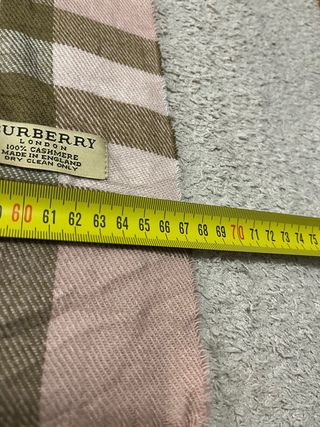 BURBERRY
LONDON
100% CASHMERE
MADE IN ENGLAND
DRY CLEAN ONLY
60 61 62 63 64 65 66 67 68 69 70 71 72 73 74 75